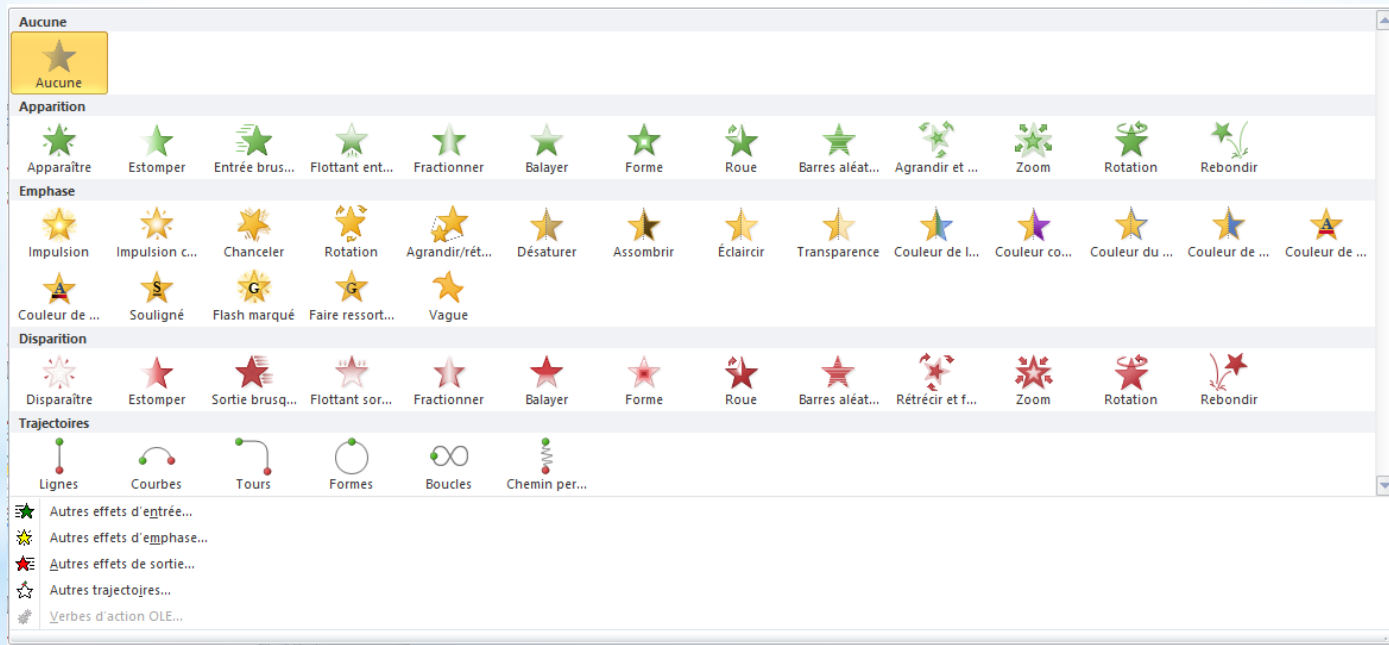 Aucune
Aucune
Apparition
Apparaître Estomper Entrée brus... Flottant ent... Fractionner Balayer Forme Roue Barres aléat... Agrandir et ... Zoom Rotation Rebondir
Emphase
Impulsion Impulsion c... Chanceler Rotation Agrandir/rét... Désaturer Assombrir Éclaircir Transparence Couleur de l... Couleur co... Couleur du ... Couleur de ... Couleur de ...
Couleur de ... Souligné Flash marqué Faire ressort... Vague
Disparition
Disparaître Estomper Sortie brusq... Flottant sor... Fractionner Balayer Forme Roue Barres aléat... Rétrécir et f... Zoom Rotation Rebondir
Trajectoires
Lignes Courbes Tours Formes Boucles Chemin per...
Autres effets d'entrée...
Autres effets d'emphase...
Autres effets de sortie...
Autres trajectoires...
Verbes d'action OLE...